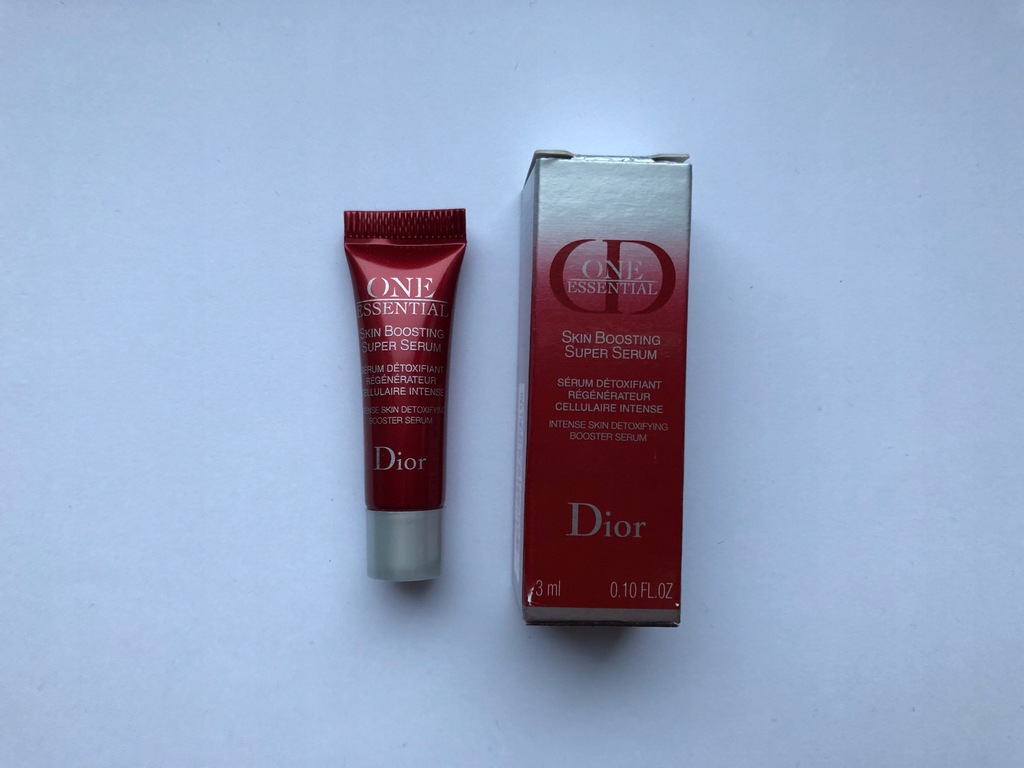 ONE
ESSENTIAL
SKIN BOOSTING
SUPER SERUM
SÉRUM DÉTOXIFIANT
RÉGÉNÉRATEUR
CELLULAIRE INTENSE
INTENSE SKIN DETOXIFYING
BOOSTER SERUM
Dior
CD
ONE
ESSENTIAL
SKIN BOOSTING
SUPER SERUM
SÉRUM DÉTOXIFIANT
RÉGÉNÉRATEUR
CELLULAIRE INTENSE
INTENSE SKIN DETOXIFYING
BOOSTER SERUM
Dior
3 ml 0.10 FL.OZ